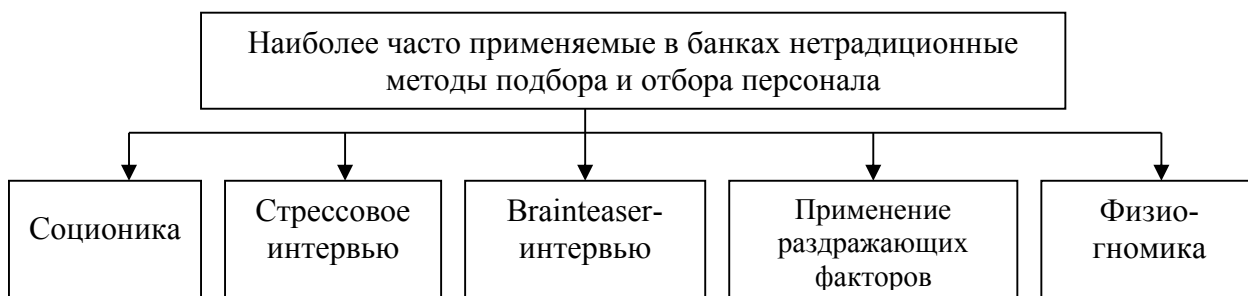 Наиболее часто применяемые в банках нетрадиционные
методы подбора и отбора персонала
Соционика
Стрессовое
интервью
Brainteaser-
интервью
Применение
раздражающих
факторов
Физио-
гномика